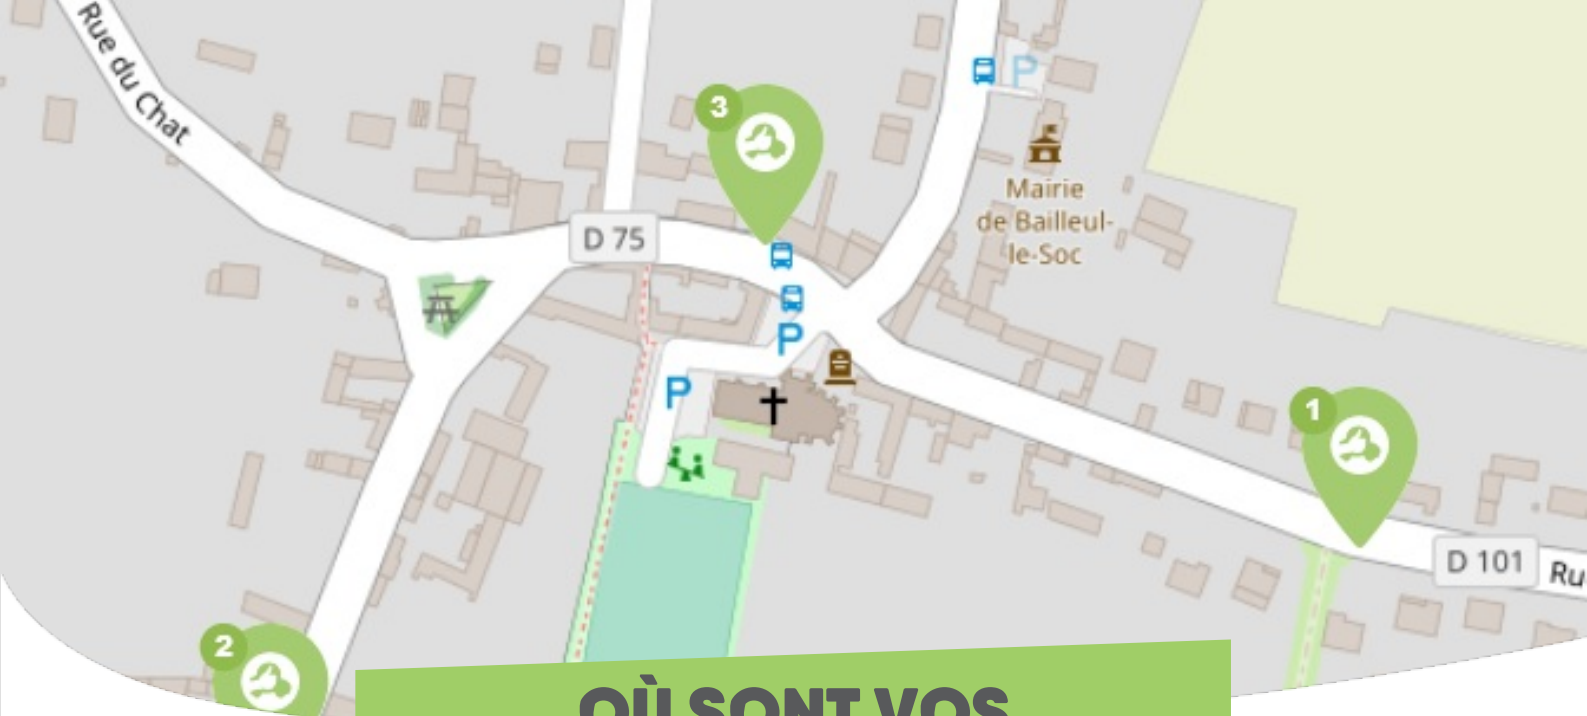 Rue du Chat
P
3
Mairie
de Bailleul-
le-Soc
D 75
P
P
1
D 101
Ru
2
OÙ SONT VOS